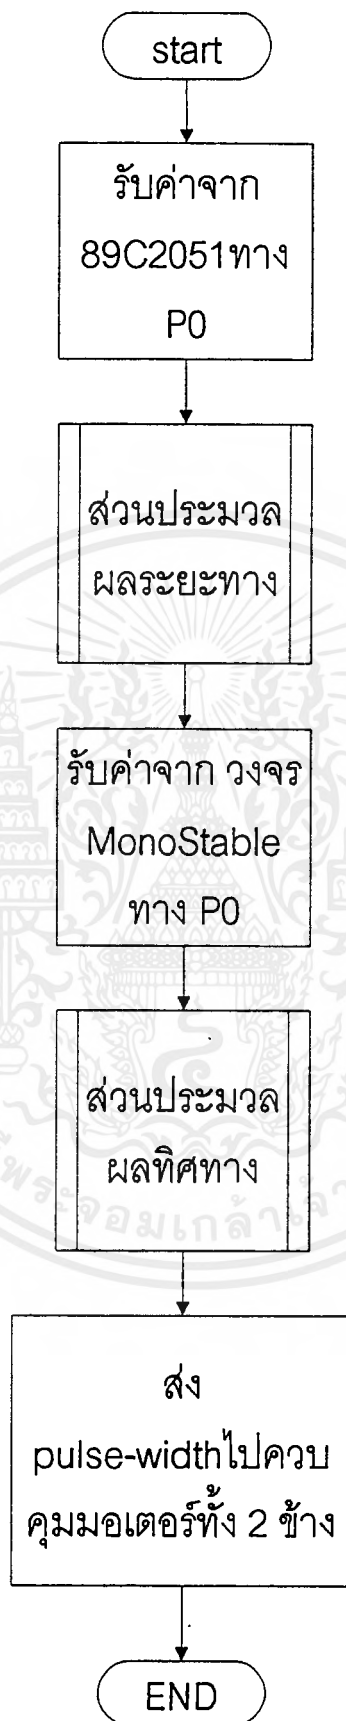 start
รับค่าจาก
89C2051ทาง
P0
ส่วนประมวล
ผลระยะทาง
รับค่าจาก วงจร
MonoStable
ทาง P0
ส่วนประมวล
ผลทิศทาง
ส่ง
pulse-widthไปควบ
คุมมอเตอร์ทั้ง 2 ข้าง
END